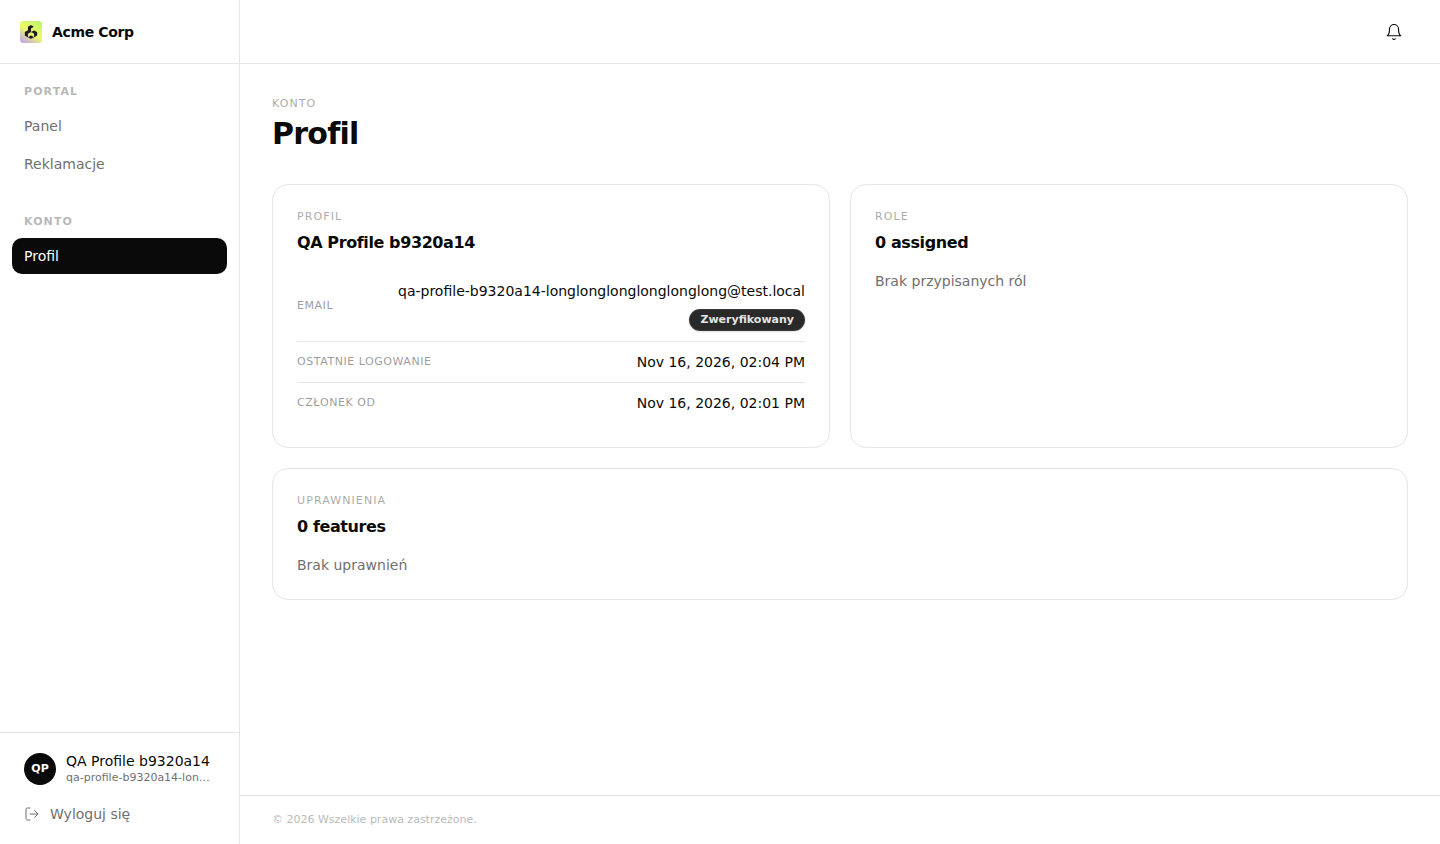 Acme Corp
PORTAL
Panel
Reklamacje
KONTO
Profil
QP
QA Profile b9320a14
qa-profile-b9320a14-lon...
Wyloguj się
KONTO
Profil
PROFIL
QA Profile b9320a14
EMAIL
qa-profile-b9320a14-longlonglonglonglonglong@test.local
Zweryfikowany
OSTATNIE LOGOWANIE
Nov 16, 2026, 02:04 PM
CZŁONEK OD
Nov 16, 2026, 02:01 PM
ROLE
0 assigned
Brak przypisanych ról
UPRAWNIENIA
0 features
Brak uprawnień
© 2026 Wszelkie prawa zastrzeżone.